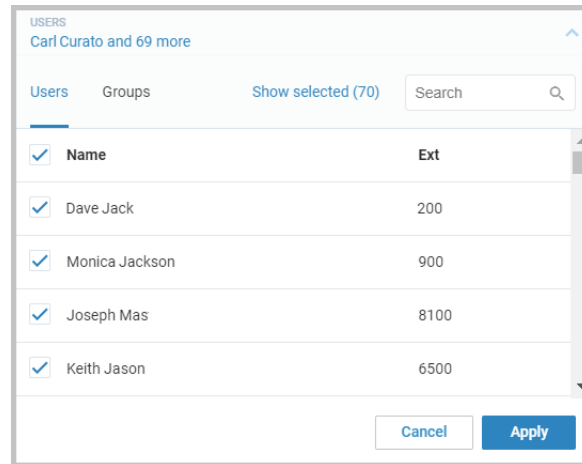 USERS
Carl Curato and 69 more
Users Groups Show selected (70) Search
Name Ext
Dave Jack 200
Monica Jackson 900
Joseph Mas 8100
Keith Jason 6500
Cancel Apply